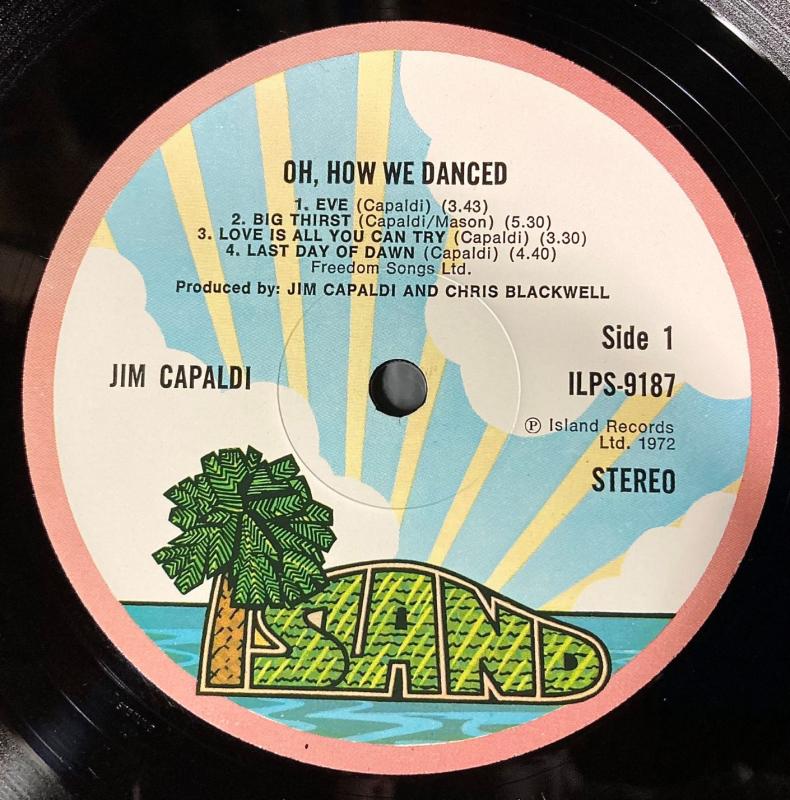 OH, HOW WE DANCED
1. EVE (Capaldi) (3.43)
2. BIG THIRST (Capaldi/Mason) (5.30)
3. LOVE IS ALL YOU CAN TRY (Capaldi) (3.30)
4. LAST DAY OF DAWN (Capaldi) (4.40)
Freedom Songs Ltd.
Produced by: JIM CAPALDI AND CHRIS BLACKWELL
Side 1
JIM CAPALDI
ILPS-9187
Ⓟ Island Records
Ltd. 1972
STEREO
ISLAND